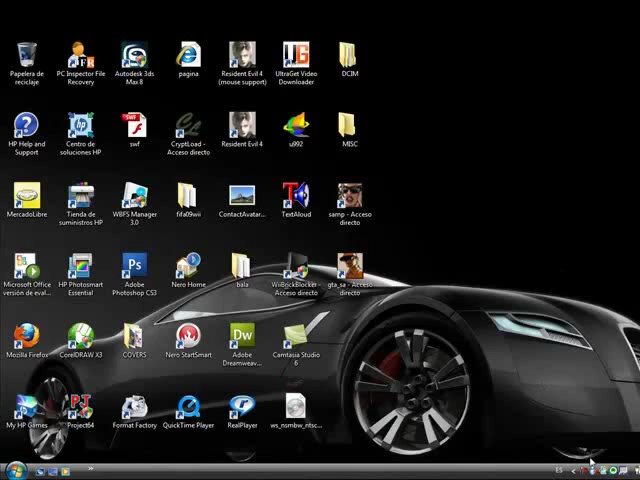 Papelera de
reciclaje
PC Inspector File
Recovery
Autodesk 3ds
Max 8
pagina
Resident Evil 4
(mouse support)
UltraGet Video
Downloader
DCIM
HP Help and
Support
Centro de
soluciones HP
swf
CryptLoad -
Acceso directo
Resident Evil 4
u992
MISC
MercadoLibre
Tienda de
suministros HP
WBFS Manager
3.0
fifa09wii
ContactAvatar...
TextAloud
samp - Acceso
directo
Microsoft Office
versión de eval...
HP Photosmart
Essential
Adobe
Photoshop CS3
Nero Home
bala
WiiBrickBlocker -
Acceso directo
gta_sa - Acceso
directo
Mozilla Firefox
CorelDRAW X3
COVERS
Nero StartSmart
Adobe
Dreamweav...
Camtasia Studio
6
My HP Games
Project64
Format Factory
QuickTime Player
RealPlayer
ws_nsmbw_ntsc...
ES